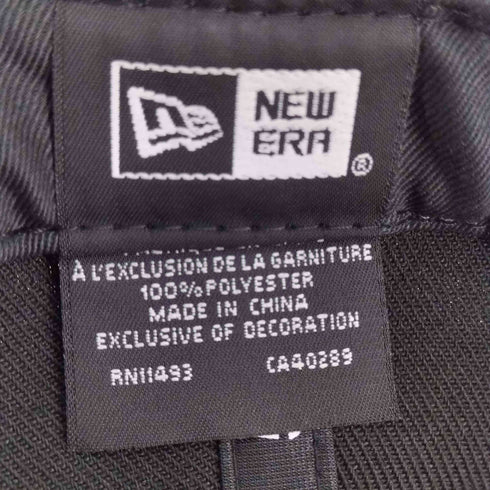 NEW
ERA
®
À L'EXCLUSION DE LA GARNITURE
100% POLYESTER
MADE IN CHINA
EXCLUSIVE OF DECORATION
RN11493 CA40289